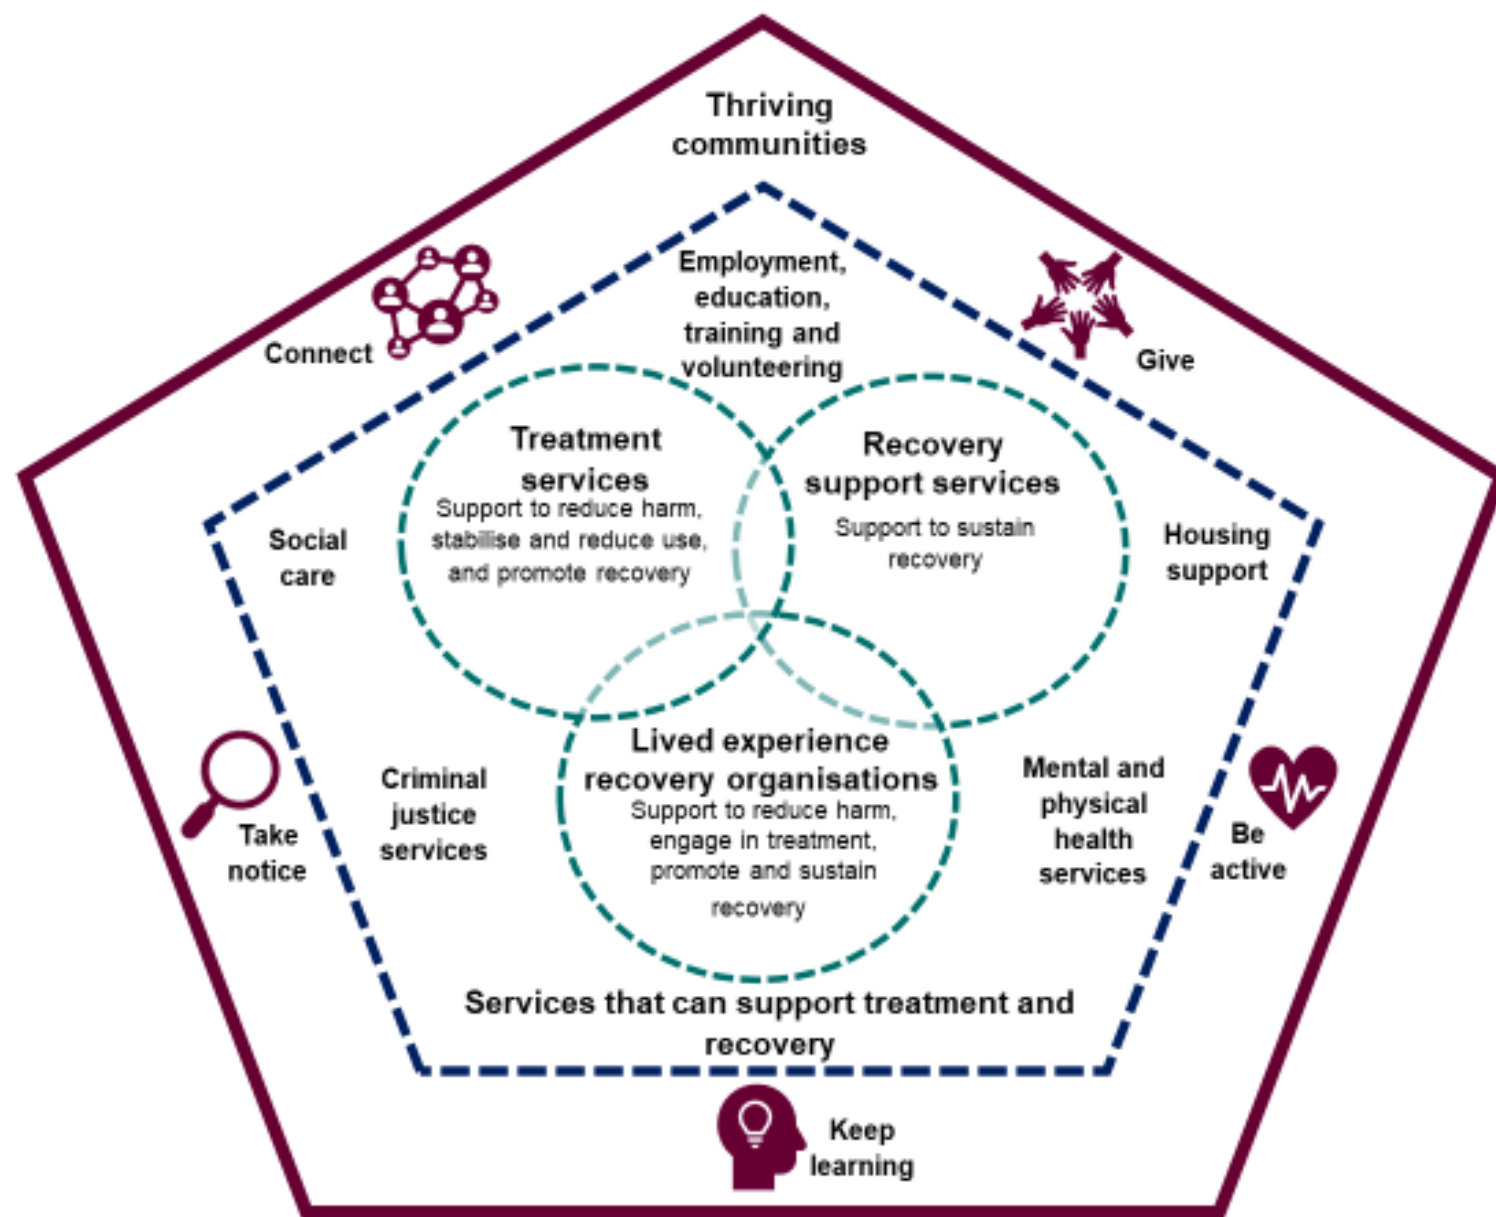 Thriving
communities
Connect
Give
Employment,
education,
training and
volunteering
Treatment
services
Support to reduce harm,
stabilise and reduce use,
and promote recovery
Recovery
support services
Support to sustain
recovery
Social
care
Housing
support
Lived experience
recovery organisations
Support to reduce harm,
engage in treatment,
promote and sustain
recovery
Criminal
justice
services
Mental and
physical
health
services
Take
notice
Be
active
Services that can support treatment and
recovery
Keep
learning